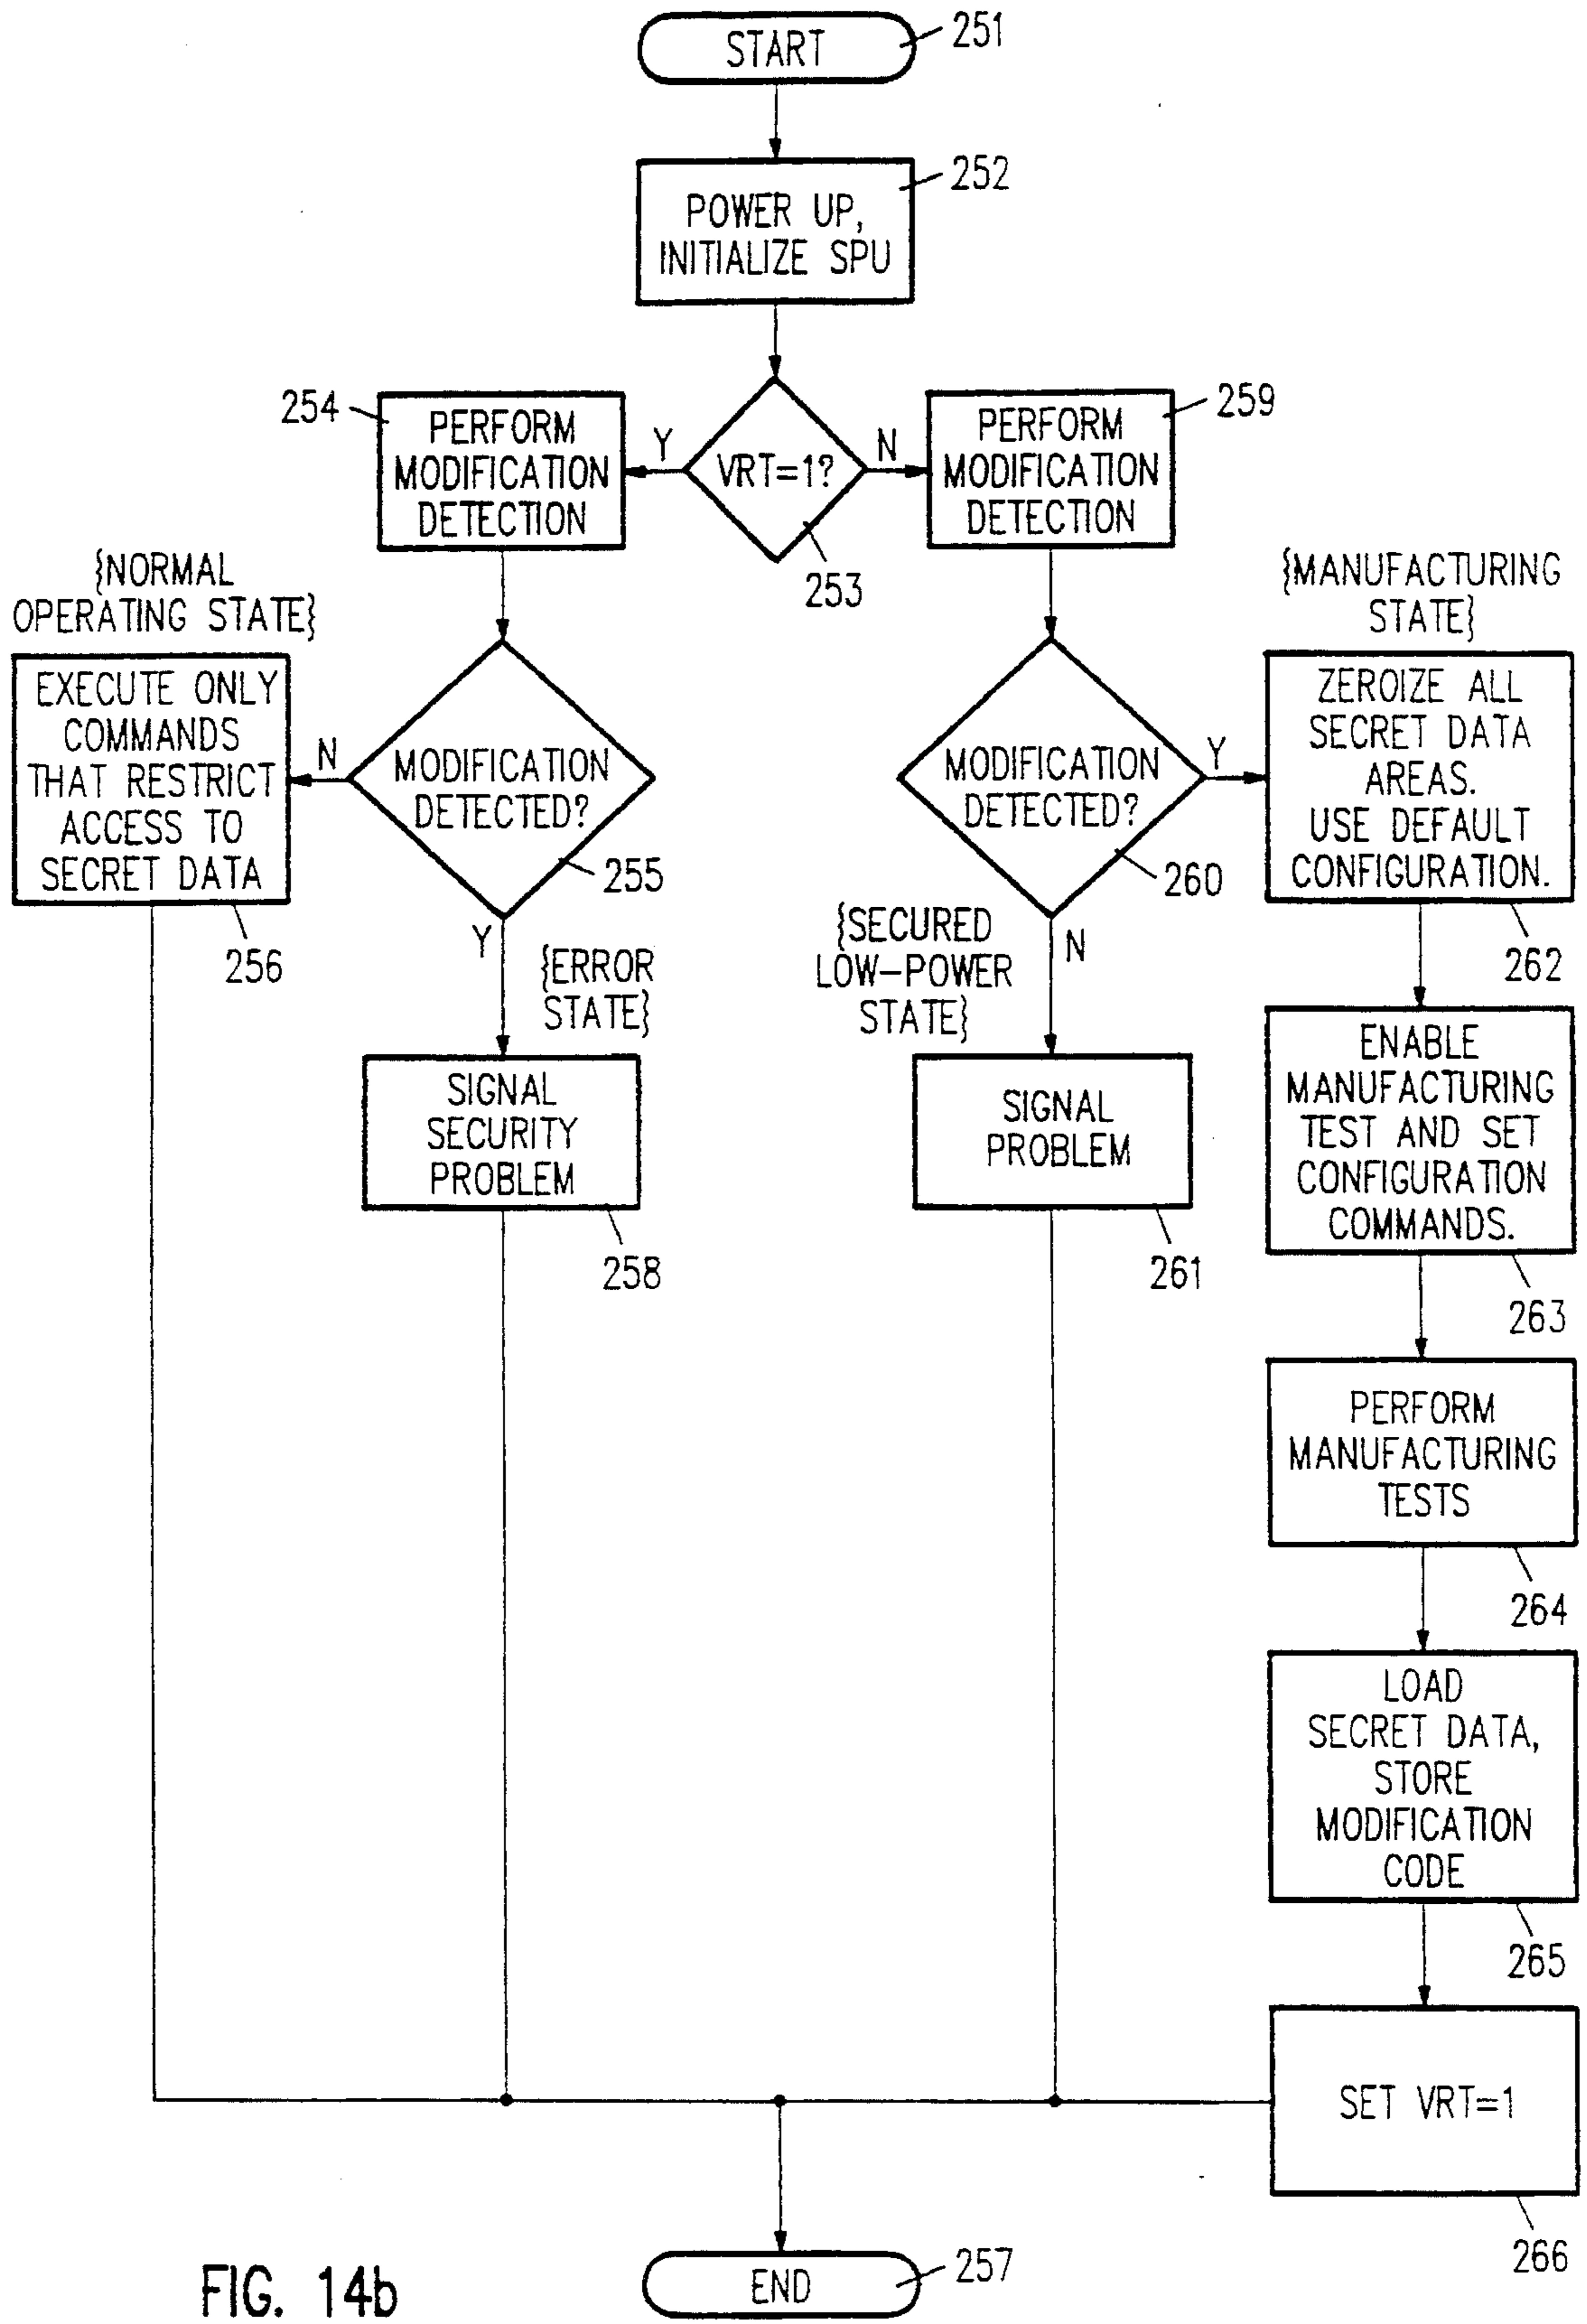 START
251
POWER UP,
INITIALIZE SPU
252
VRT=1?
253
Y
N
254
PERFORM
MODIFICATION
DETECTION
259
PERFORM
MODIFICATION
DETECTION
{NORMAL
OPERATING STATE}
EXECUTE ONLY
COMMANDS
THAT RESTRICT
ACCESS TO
SECRET DATA
256
N
MODIFICATION
DETECTED?
255
Y
{ERROR
STATE}
SIGNAL
SECURITY
PROBLEM
258
MODIFICATION
DETECTED?
260
Y
N
{SECURED
LOW-POWER
STATE}
SIGNAL
PROBLEM
261
{MANUFACTURING
STATE}
ZEROIZE ALL
SECRET DATA
AREAS.
USE DEFAULT
CONFIGURATION.
262
ENABLE
MANUFACTURING
TEST AND SET
CONFIGURATION
COMMANDS.
263
PERFORM
MANUFACTURING
TESTS
264
LOAD
SECRET DATA,
STORE
MODIFICATION
CODE
265
SET VRT=1
266
END
257
FIG. 14b